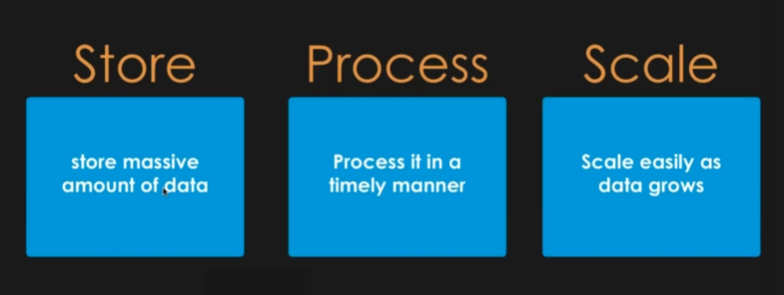 Store
store massive
amount of data
Process
Process it in a
timely manner
Scale
Scale easily as
data grows